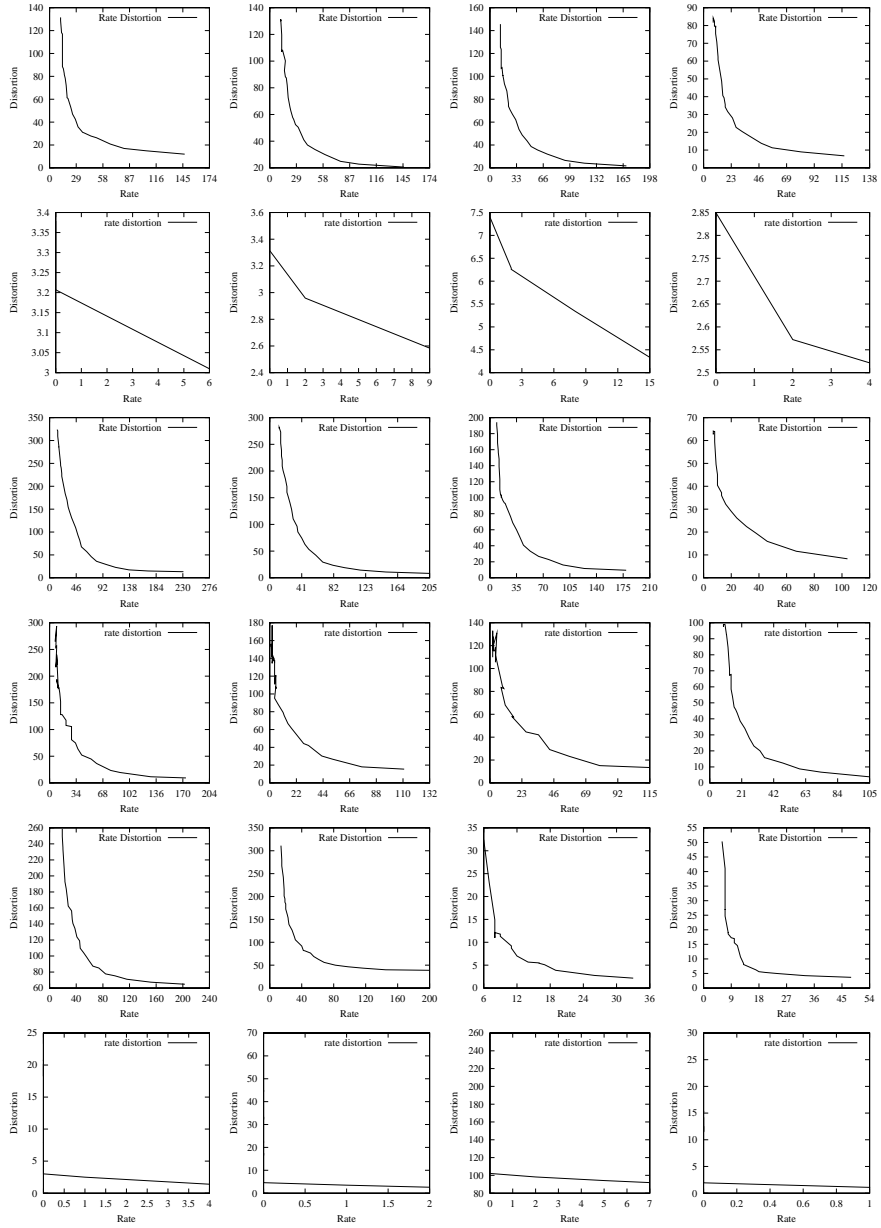 140
120
100
80
60
40
20
0
Distortion
Rate Distortion
0 29 58 87 116 145 174
Rate
140
120
100
80
60
40
20
Distortion
Rate Distortion
0 29 58 87 116 145 174
Rate
160
140
120
100
80
60
40
20
Distortion
Rate Distortion
0 33 66 99 132 165 198
Rate
90
80
70
60
50
40
30
20
10
0
Distortion
Rate Distortion
0 23 46 69 92 115 138
Rate
3.4
3.35
3.3
3.25
3.2
3.15
3.1
3.05
3
Distortion
rate distortion
0 1 2 3 4 5 6
Rate
3.6
3.4
3.2
3
2.8
2.6
2.4
Distortion
rate distortion
0 1 2 3 4 5 6 7 8 9
Rate
7.5
7
6.5
6
5.5
5
4.5
4
Distortion
rate distortion
0 3 6 9 12 15
Rate
2.85
2.8
2.75
2.7
2.65
2.6
2.55
2.5
Distortion
rate distortion
0 1 2 3 4
Rate
350
300
250
200
150
100
50
0
Distortion
Rate Distortion
0 46 92 138 184 230 276
Rate
300
250
200
150
100
50
0
Distortion
Rate Distortion
0 41 82 123 164 205
Rate
200
180
160
140
120
100
80
60
40
20
0
Distortion
Rate Distortion
0 35 70 105 140 175 210
Rate
70
60
50
40
30
20
10
0
Distortion
Rate Distortion
0 20 40 60 80 100 120
Rate
300
250
200
150
100
50
0
Distortion
rate distortion
0 34 68 102 136 170 204
Rate
180
160
140
120
100
80
60
40
20
0
Distortion
rate distortion
0 22 44 66 88 110 132
Rate
140
120
100
80
60
40
20
0
Distortion
rate distortion
0 23 46 69 92 115
Rate
100
90
80
70
60
50
40
30
20
10
0
Distortion
rate distortion
0 21 42 63 84 105
Rate
260
240
220
200
180
160
140
120
100
80
60
Distortion
Rate Distortion
0 40 80 120 160 200 240
Rate
350
300
250
200
150
100
50
0
Distortion
Rate Distortion
0 40 80 120 160 200
Rate
35
30
25
20
15
10
5
0
Distortion
Rate Distortion
6 12 18 24 30 36
Rate
55
50
45
40
35
30
25
20
15
10
5
0
Distortion
Rate Distortion
0 9 18 27 36 45 54
Rate
25
20
15
10
5
0
Distortion
rate distortion
0 0.5 1 1.5 2 2.5 3 3.5 4
Rate
70
60
50
40
30
20
10
0
Distortion
rate distortion
0 0.5 1 1.5 2
Rate
260
240
220
200
180
160
140
120
100
80
Distortion
rate distortion
0 1 2 3 4 5 6 7
Rate
30
25
20
15
10
5
0
Distortion
rate distortion
0 0.2 0.4 0.6 0.8 1
Rate